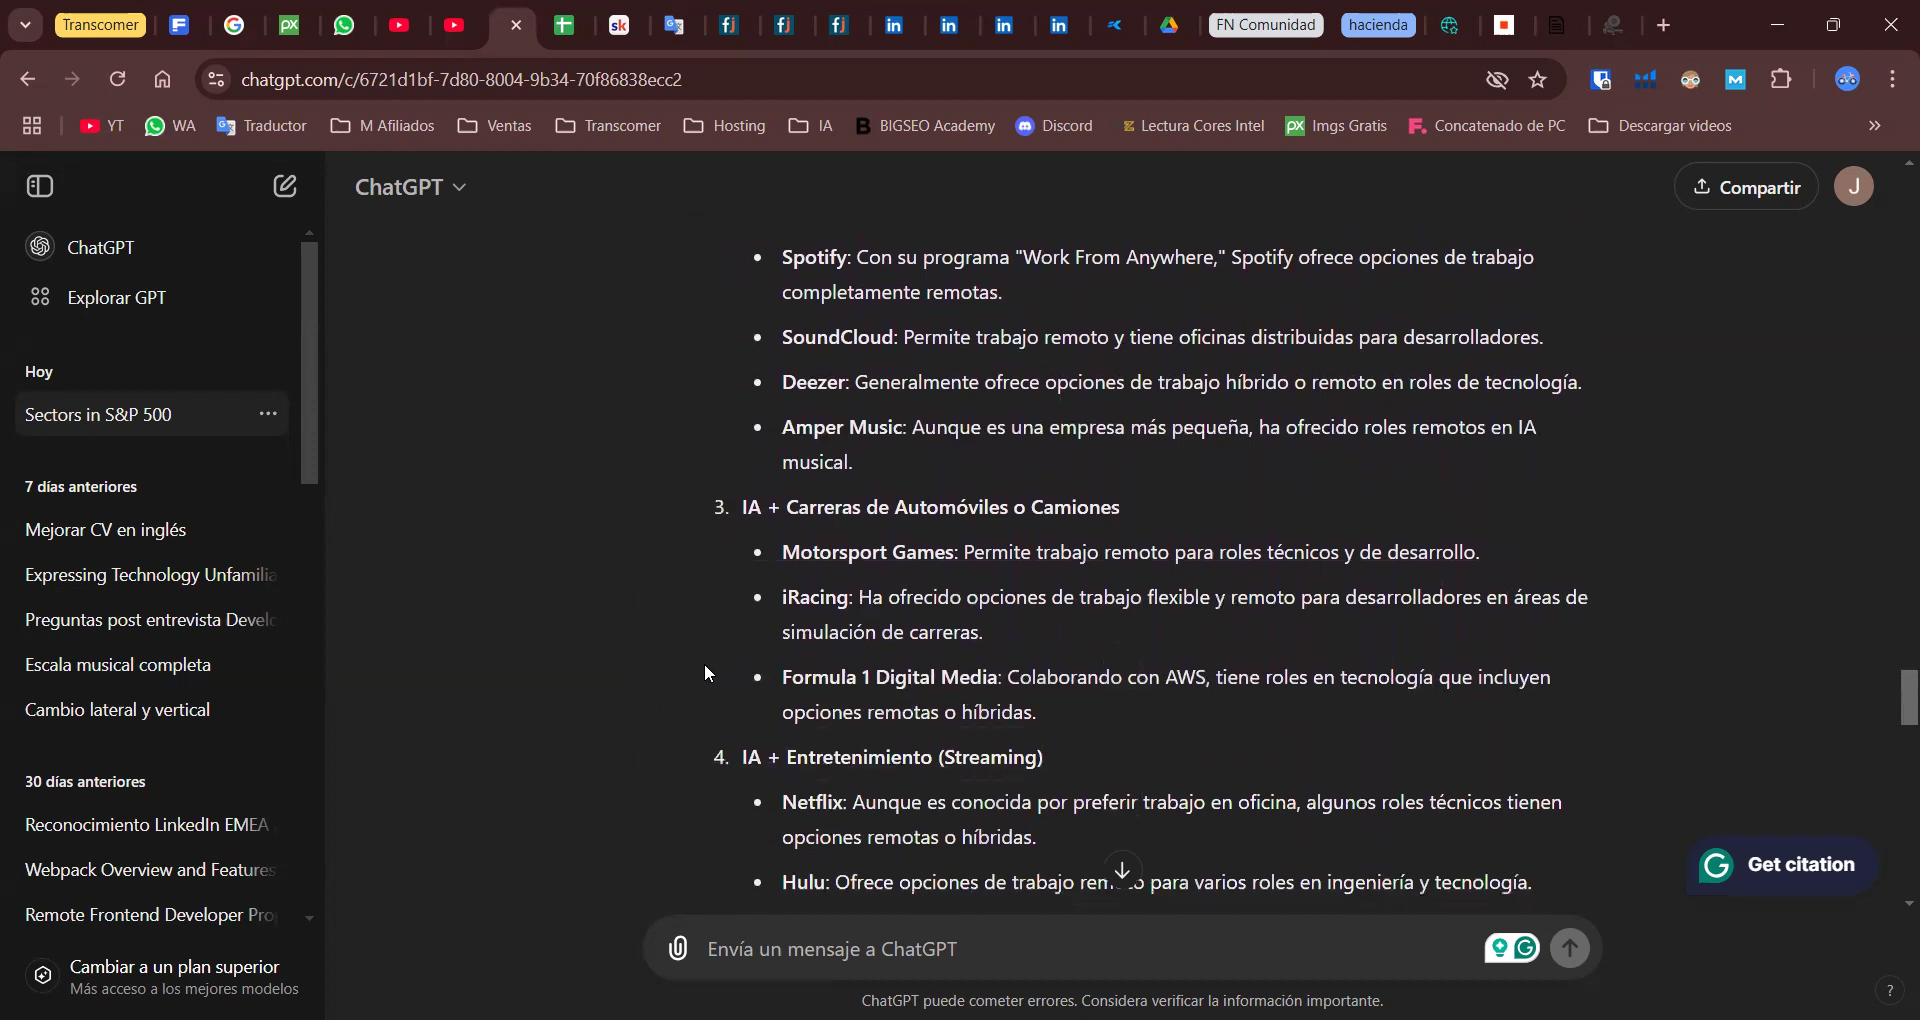 Transcomer
FN Comunidad
hacienda
chatgpt.com/c/6721d1bf-7d80-8004-9b34-70f86838ecc2
YT
WA
Traductor
M Afiliados
Ventas
Transcomer
Hosting
IA
BIGSEO Academy
Discord
Lectura Cores Intel
Imgs Gratis
Concatenado de PC
Descargar videos
ChatGPT
Compartir
J
ChatGPT
Explorar GPT
Hoy
Sectors in S&P 500
7 días anteriores
Mejorar CV en inglés
Expressing Technology Unfamilia
Preguntas post entrevista Develo
Escala musical completa
Cambio lateral y vertical
30 días anteriores
Reconocimiento LinkedIn EMEA
Webpack Overview and Features
Remote Frontend Developer Pro
Cambiar a un plan superior
Más acceso a los mejores modelos
• Spotify: Con su programa "Work From Anywhere," Spotify ofrece opciones de trabajo
completamente remotas.
• SoundCloud: Permite trabajo remoto y tiene oficinas distribuidas para desarrolladores.
• Deezer: Generalmente ofrece opciones de trabajo híbrido o remoto en roles de tecnología.
• Amper Music: Aunque es una empresa más pequeña, ha ofrecido roles remotos en IA
musical.
3. IA + Carreras de Automóviles o Camiones
• Motorsport Games: Permite trabajo remoto para roles técnicos y de desarrollo.
• iRacing: Ha ofrecido opciones de trabajo flexible y remoto para desarrolladores en áreas de
simulación de carreras.
• Formula 1 Digital Media: Colaborando con AWS, tiene roles en tecnología que incluyen
opciones remotas o híbridas.
4. IA + Entretenimiento (Streaming)
• Netflix: Aunque es conocida por preferir trabajo en oficina, algunos roles técnicos tienen
opciones remotas o híbridas.
• Hulu: Ofrece opciones de trabajo remoto para varios roles en ingeniería y tecnología.
Get citation
Envía un mensaje a ChatGPT
ChatGPT puede cometer errores. Considera verificar la información importante.
?